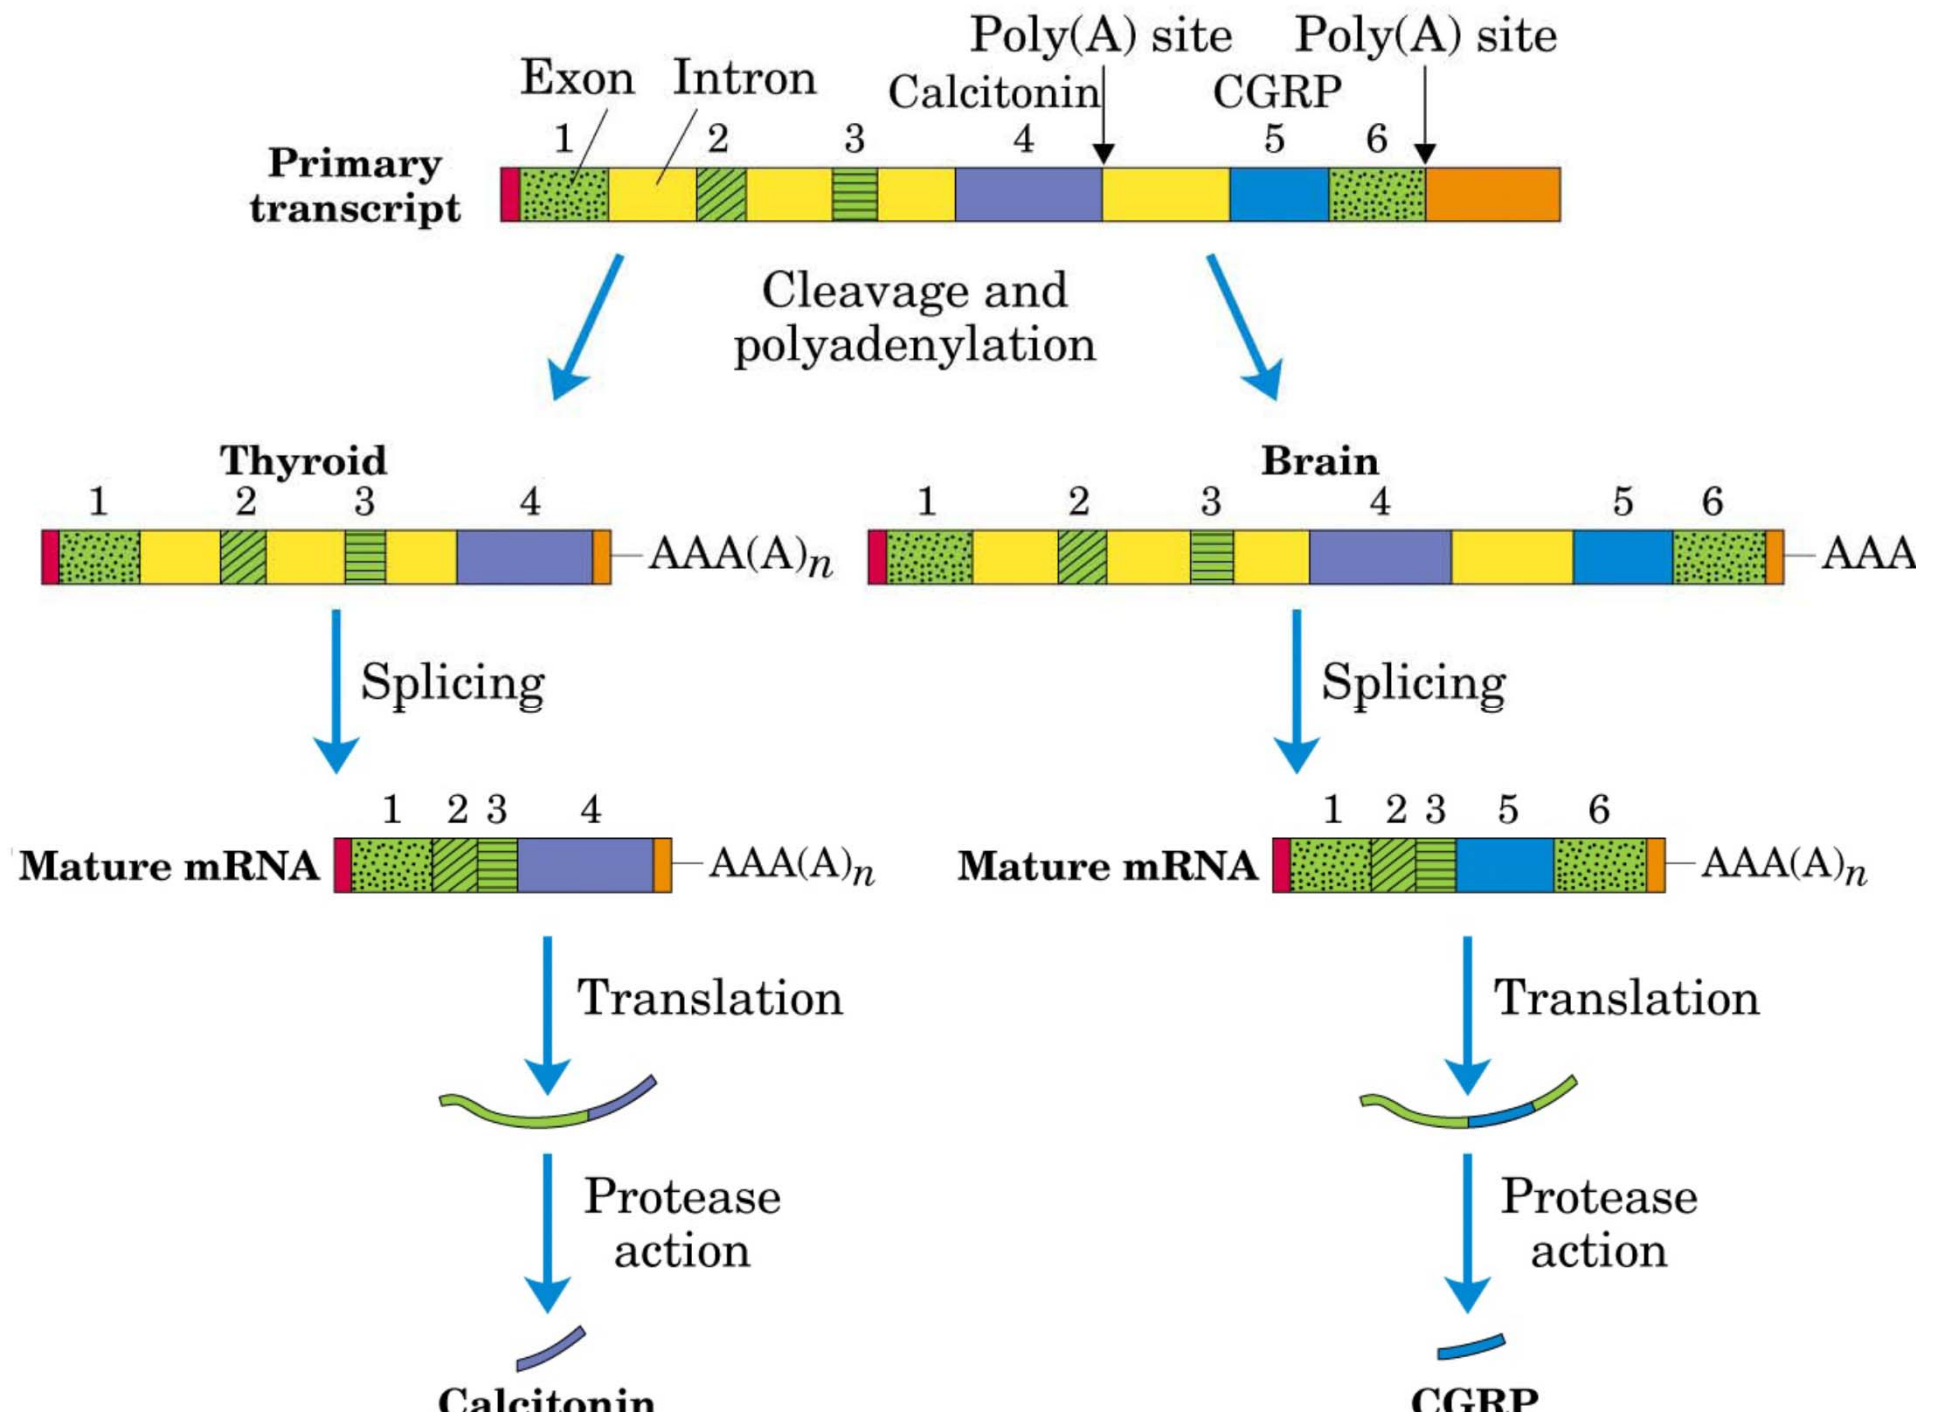 Poly(A) site Poly(A) site
Exon Intron
Calcitonin CGRP
1 2 3 4 5 6
Primary
transcript
Cleavage and
polyadenylation
Thyroid
1 2 3 4
AAA(A)n
Brain
1 2 3 4 5 6
AAA
Splicing
Splicing
1 2 3 4
Mature mRNA
AAA(A)n
1 2 3 5 6
Mature mRNA
AAA(A)n
Translation
Translation
Protease
action
Protease
action
Calcitonin
CGRP